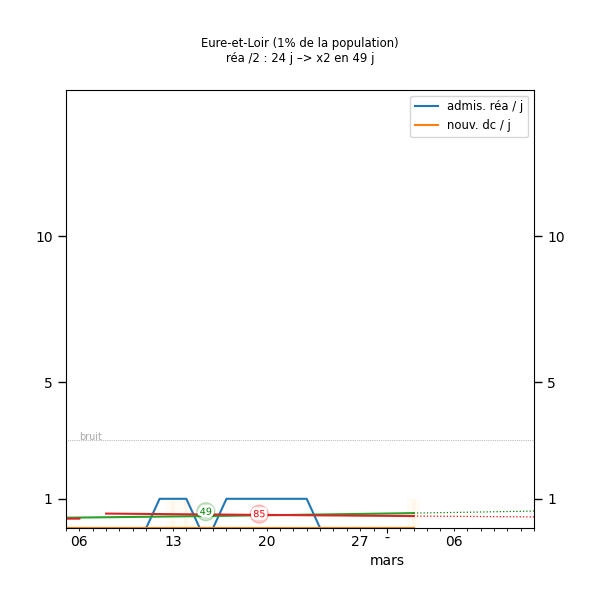 Eure-et-Loir (1% de la population)
réa /2 : 24 j –> x2 en 49 j
admis. réa / j
nouv. dc / j
10 10
5 5
bruit
1 1
49 85
06 13 20 27 - 06
mars